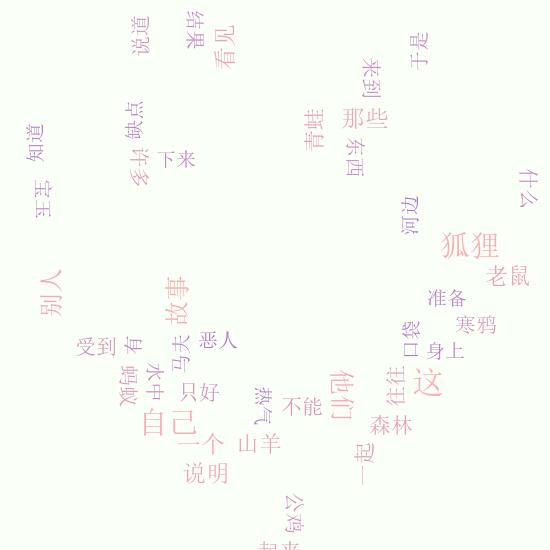 说道
结果
看见
于是
来到
缺点
青蛙
那些
知道
多年
下来
东西
王宫
什么
河边
狐狸
老鼠
别人
故事
准备
寒鸦
受到
有
马夫
恶人
口袋
身上
蚂蚁
水中
只好
热气
不能
他们
往往
这
自己
一个
山羊
森林
说明
一起
公鸡
起来